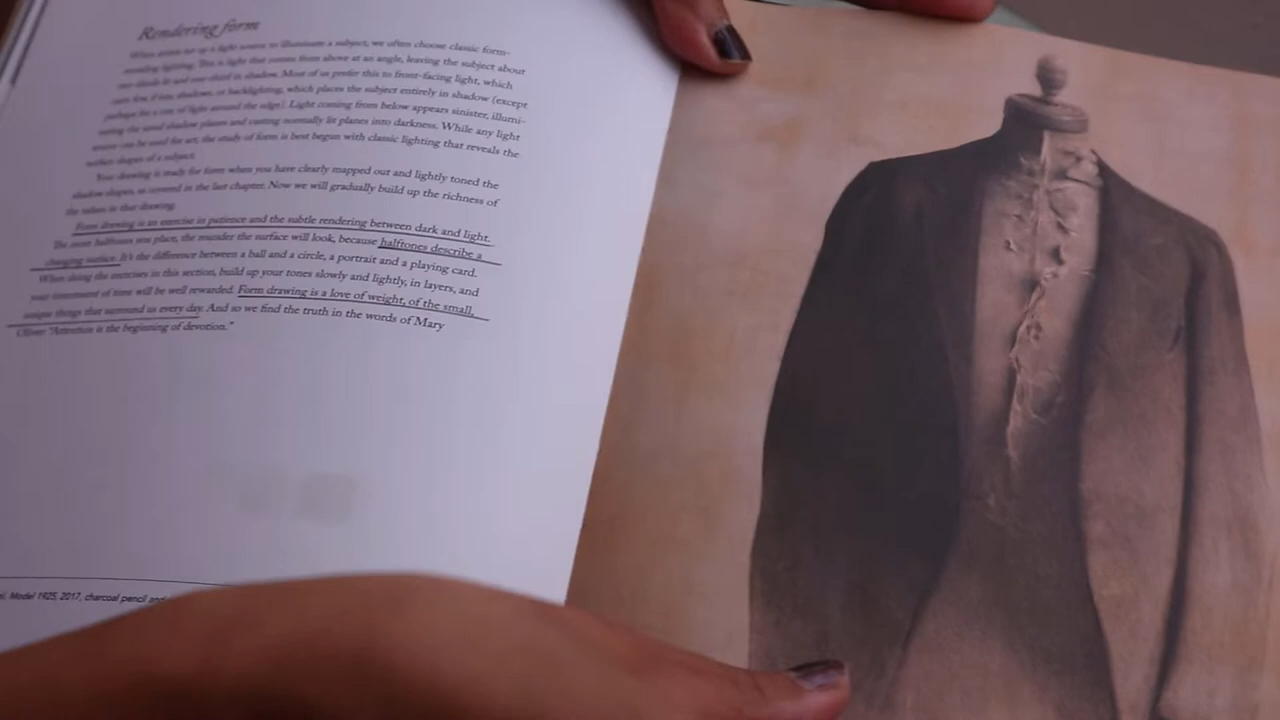 Rendering form
When artists set up a light source to illuminate a subject, we often choose classic form-
revealing lighting. This is light that comes from above at an angle, leaving the subject about
two-thirds lit and one-third in shadow. Most of us prefer this to front-facing light, which
casts few, if any, shadows, or backlighting, which places the subject entirely in shadow (except
perhaps for a rim of light around the edge). Light coming from below appears sinister, illumi-
nating the usual shadow planes and casting normally lit planes into darkness. While any light
source can be used for art, the study of form is best begun with classic lighting that reveals the
surface shapes of a subject.
Your drawing is ready for form when you have clearly mapped out and lightly toned the
shadow shapes, as covered in the last chapter. Now we will gradually build up the richness of
the values in that drawing.
Form drawing is an exercise in patience and the subtle rendering between dark and light.
The more halftones you place, the rounder the surface will look, because halftones describe a
changing surface. It's the difference between a ball and a circle, a portrait and a playing card.
When doing the exercises in this section, build up your tones slowly and lightly, in layers, and
your investment of time will be well rewarded. Form drawing is a love of weight, of the small,
unique things that surround us every day. And so we find the truth in the words of Mary
Oliver: "Attention is the beginning of devotion."
Model 1925, 2017, charcoal pencil and